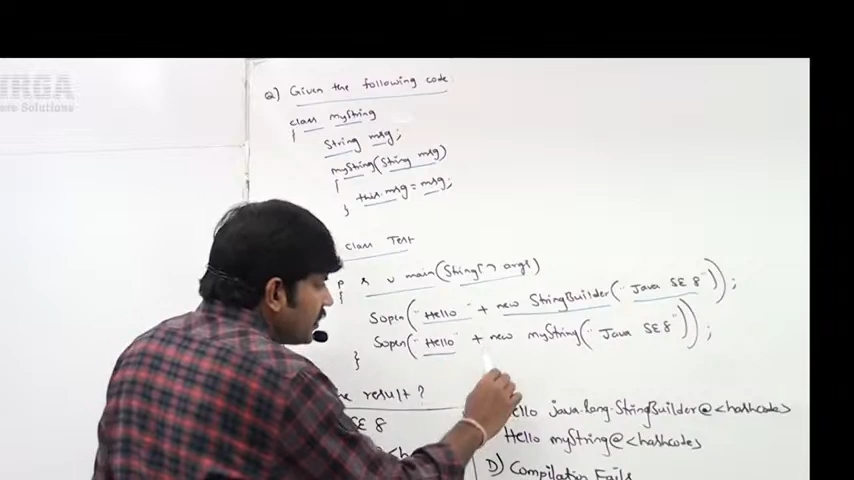 Q) Given the following code:
class myString
{
String msg;
myString(String msg)
{
this.msg = msg;
}
class Test
p s v main(String[] args)
{
Sopln("Hello" + new StringBuilder("Java SE 8"));
Sopln("Hello" + new myString("Java SE8"));
}
result?
SE 8
Hello java.lang.StringBuilder@<hashcode>
Hello myString@<hashcode>
D) Compilation Fails